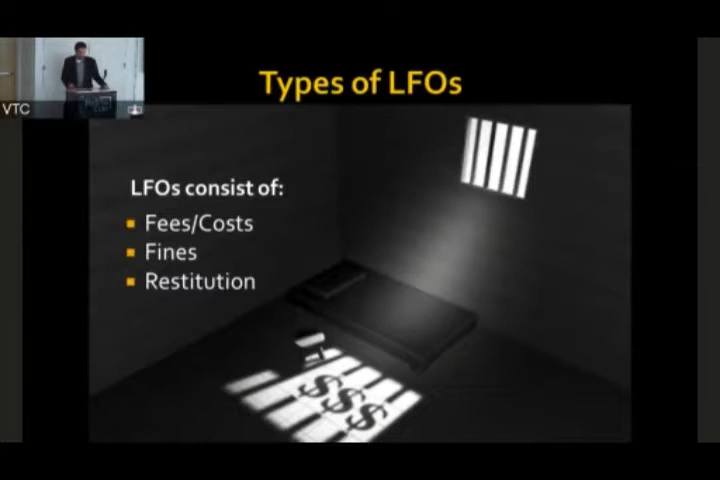 VTC
Types of LFOs
LFOs consist of:
Fees/Costs
Fines
Restitution
$$$